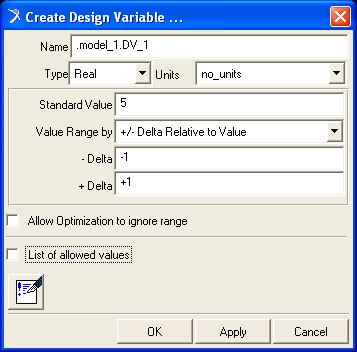 Create Design Variable ...
Name .model_1.DV_1
Type Real Units no_units
Standard Value 5
Value Range by +/- Delta Relative to Value
- Delta -1
+ Delta +1
Allow Optimization to ignore range
List of allowed values
OK Apply Cancel